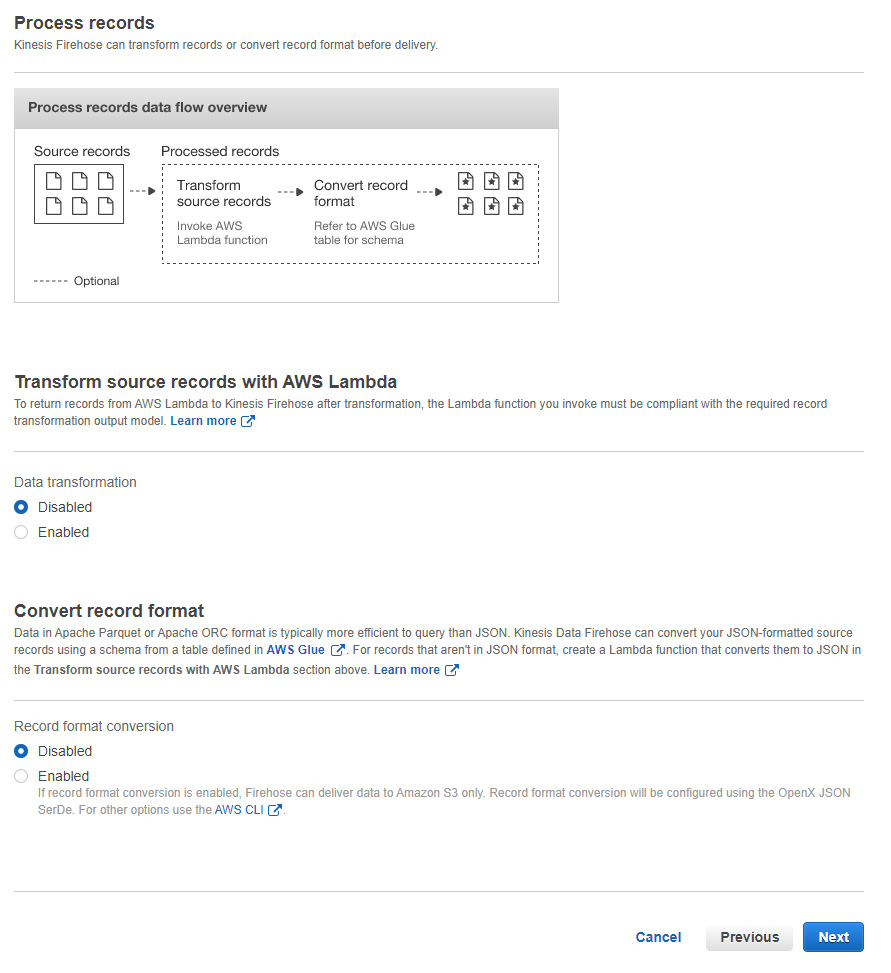 Process records
Kinesis Firehose can transform records or convert record format before delivery.
Process records data flow overview
Source records
Processed records
Transform
source records
Invoke AWS
Lambda function
Convert record
format
Refer to AWS Glue
table for schema
Optional
Transform source records with AWS Lambda
To return records from AWS Lambda to Kinesis Firehose after transformation, the Lambda function you invoke must be compliant with the required record
transformation output model. Learn more
Data transformation
Disabled
Enabled
Convert record format
Data in Apache Parquet or Apache ORC format is typically more efficient to query than JSON. Kinesis Data Firehose can convert your JSON-formatted source
records using a schema from a table defined in AWS Glue. For records that aren't in JSON format, create a Lambda function that converts them to JSON in
the Transform source records with AWS Lambda section above. Learn more
Record format conversion
Disabled
Enabled
If record format conversion is enabled, Firehose can deliver data to Amazon S3 only. Record format conversion will be configured using the OpenX JSON
SerDe. For other options use the AWS CLI.
Cancel
Previous
Next